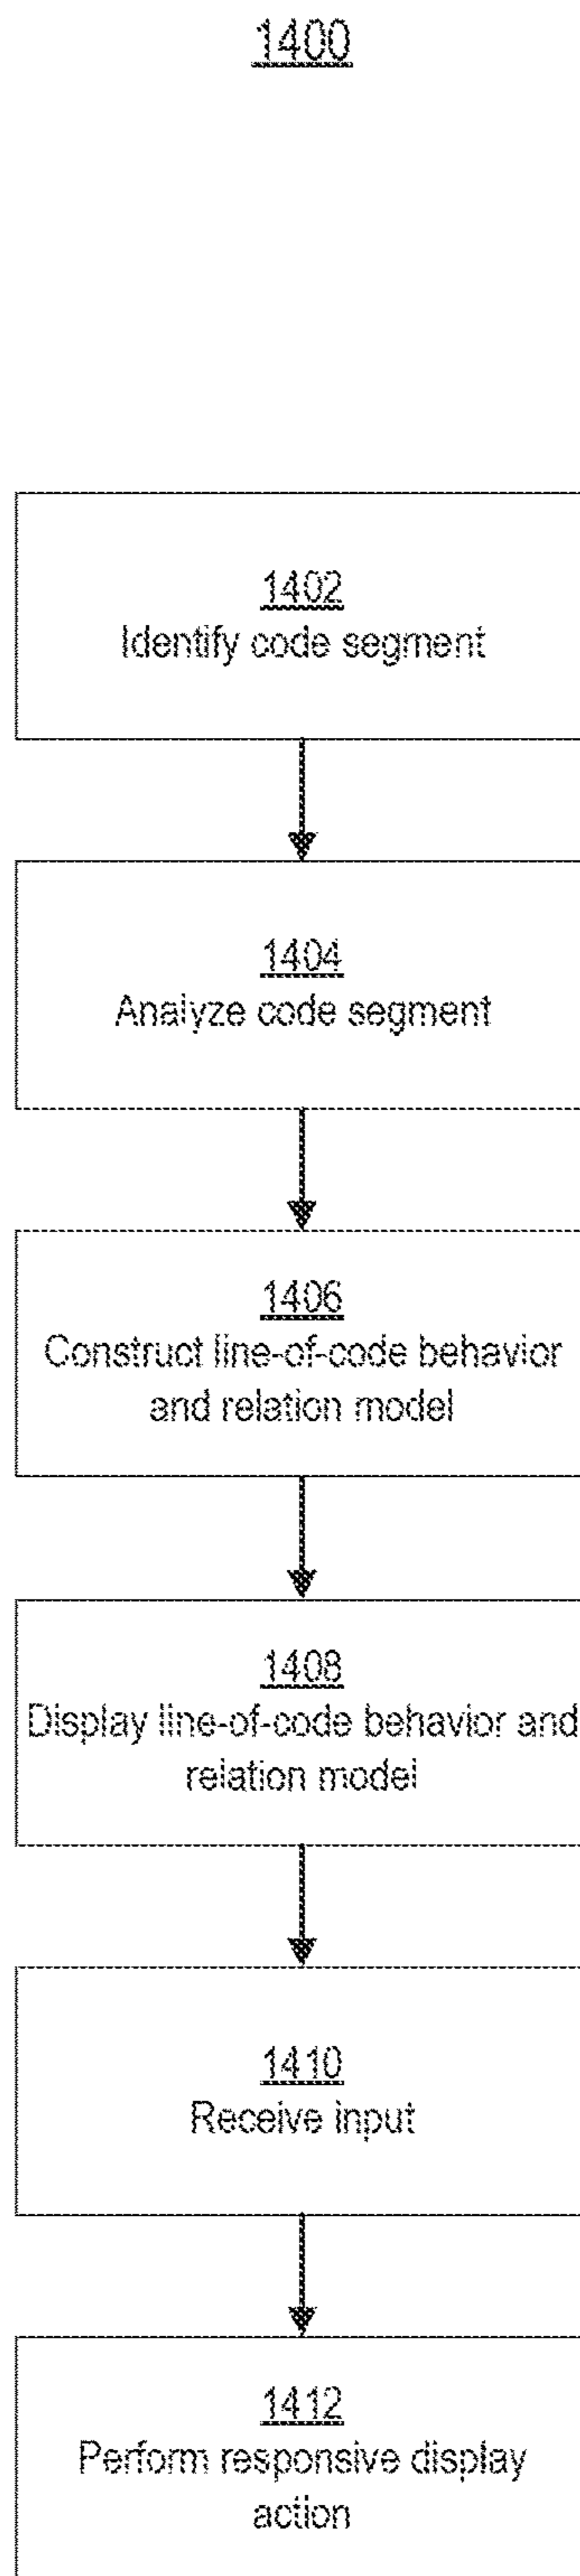 1400
1402
Identify code segment
1404
Analyze code segment
1406
Construct line-of-code behavior
and relation model
1408
Display line-of-code behavior and
relation model
1410
Receive input
1412
Perform responsive display
action